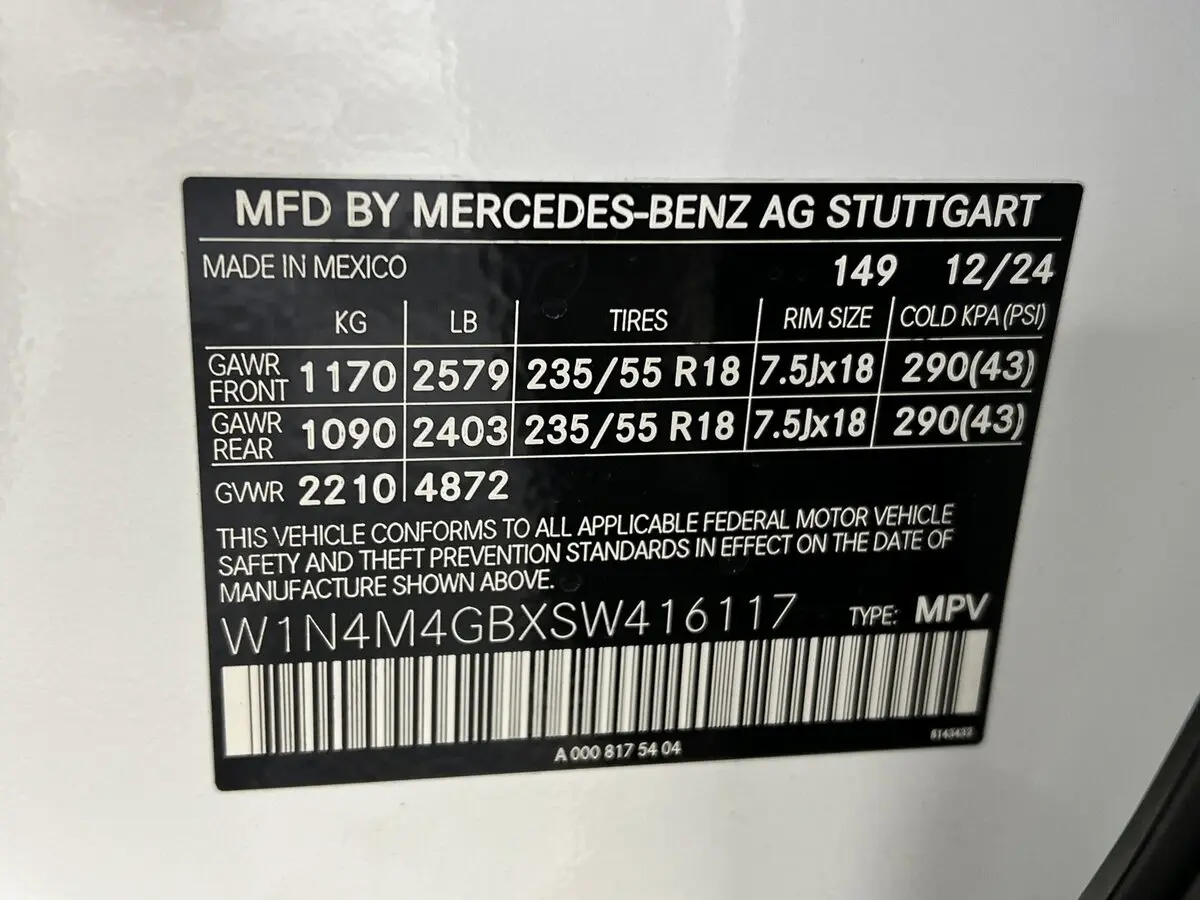 MFD BY MERCEDES-BENZ AG STUTTGART
MADE IN MEXICO 149 12/24
KG LB TIRES RIM SIZE COLD KPA (PSI)
GAWR FRONT 1170 2579 235/55 R18 7.5Jx18 290(43)
GAWR REAR 1090 2403 235/55 R18 7.5Jx18 290(43)
GVWR 2210 4872
THIS VEHICLE CONFORMS TO ALL APPLICABLE FEDERAL MOTOR VEHICLE
SAFETY AND THEFT PREVENTION STANDARDS IN EFFECT ON THE DATE OF
MANUFACTURE SHOWN ABOVE.
W1N4M4GBXSW416117 TYPE: MPV
A 000 817 54 04